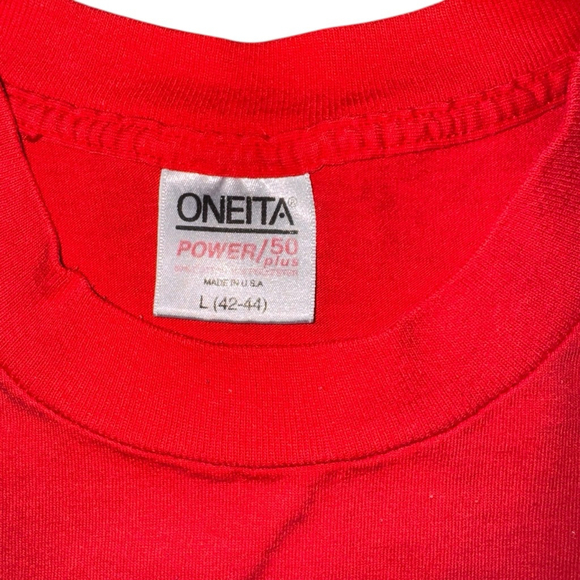 ONEITA®
POWER/50
plus
MADE IN U.S.A
L (42-44)